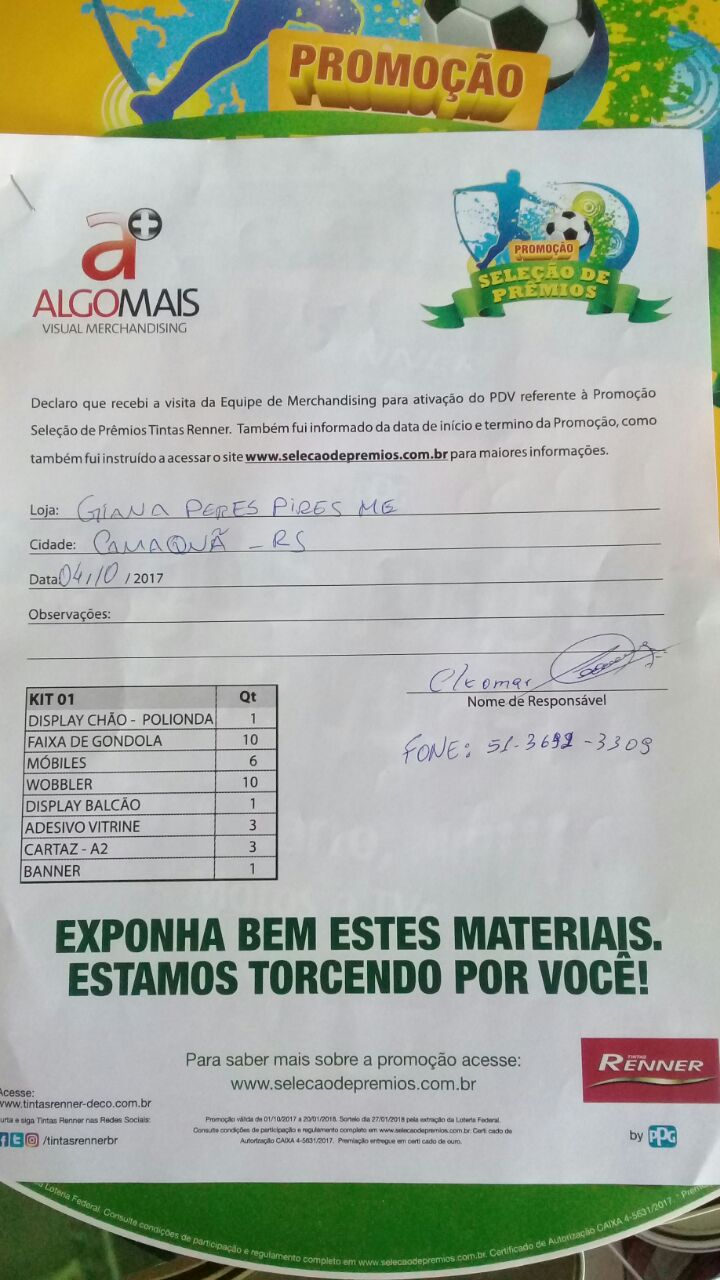 PROMOÇÃO
a+
ALGOMAIS
VISUAL MERCHANDISING
PROMOÇÃO
SELEÇÃO DE
PRÊMIOS
Declaro que recebi a visita da Equipe de Merchandising para ativação do PDV referente à Promoção
Seleção de Prêmios Tintas Renner. Também fui informado da data de início e termino da Promoção, como
também fui instruído a acessar o site www.selecaodepremios.com.br para maiores informações.
Loja: GIANA PERES PIRES ME
Cidade: CAMAQUÃ - RS
Data: 04/10/2017
Observações:
Cleomar
Nome de Responsável
FONE: 51-3692-3309
KIT 01 Qt
DISPLAY CHÃO - POLIONDA 1
FAIXA DE GONDOLA 10
MÓBILES 6
WOBBLER 10
DISPLAY BALCÃO 1
ADESIVO VITRINE 3
CARTAZ - A2 3
BANNER 1
EXPONHA BEM ESTES MATERIAIS.
ESTAMOS TORCENDO POR VOCÊ!
Para saber mais sobre a promoção acesse:
www.selecaodepremios.com.br
TINTAS
RENNER
by PPG
Acesse:
www.tintasrenner-deco.com.br
urta e siga Tintas Renner nas Redes Sociais:
/tintasrennerbr
Promoção válida de 01/10/2017 a 20/01/2018. Sorteio dia 27/01/2018 pela extração da Loteria Federal.
Consulte condições de participação e regulamento completo em www.selecaodepremios.com.br. Certi cado de
Autorização CAIXA 4-5631/2017. Premiação entregue em certi cado de ouro.
Loteria Federal. Consulte condições de participação e regulamento completo em www.selecaodepremios.com.br. Certificado de Autorização CAIXA 4-5631/2017.